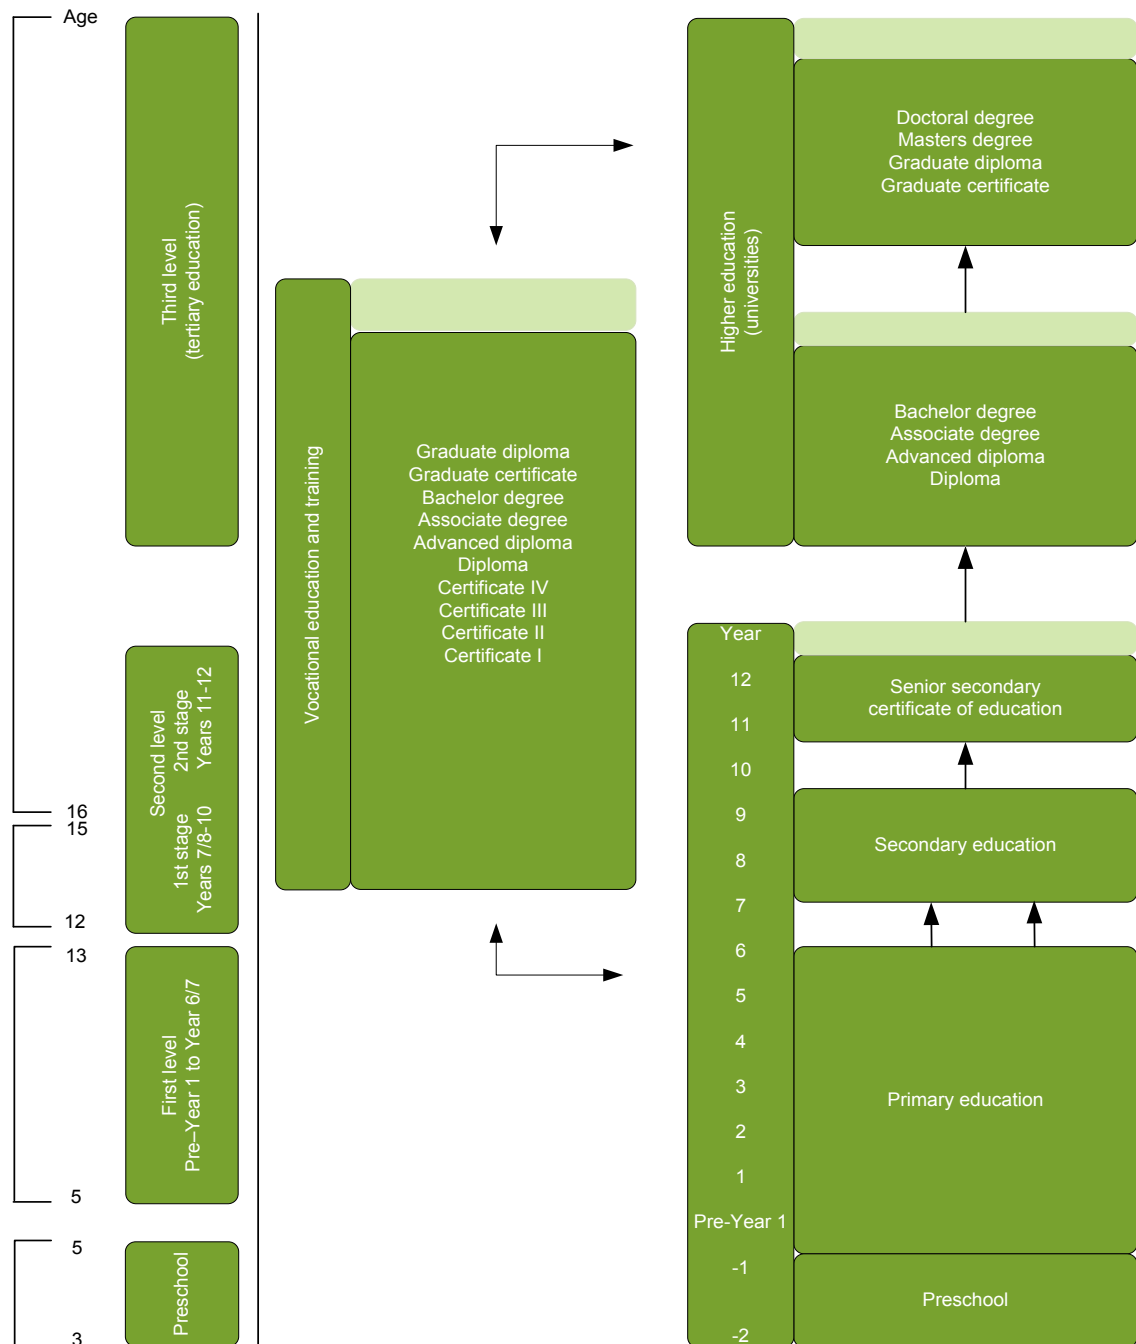 Age
16
15
12
13
5
5
3
Third level
(tertiary education)
Second level
2nd stage
Years 11-12
1st stage
Years 7/8-10
First level
Pre–Year 1 to Year 6/7
Preschool
Vocational education and training
Graduate diploma
Graduate certificate
Bachelor degree
Associate degree
Advanced diploma
Diploma
Certificate IV
Certificate III
Certificate II
Certificate I
Higher education
(universities)
Doctoral degree
Masters degree
Graduate diploma
Graduate certificate
Bachelor degree
Associate degree
Advanced diploma
Diploma
Year
12
11
10
9
8
7
6
5
4
3
2
1
Pre-Year 1
-1
-2
Senior secondary
certificate of education
Secondary education
Primary education
Preschool